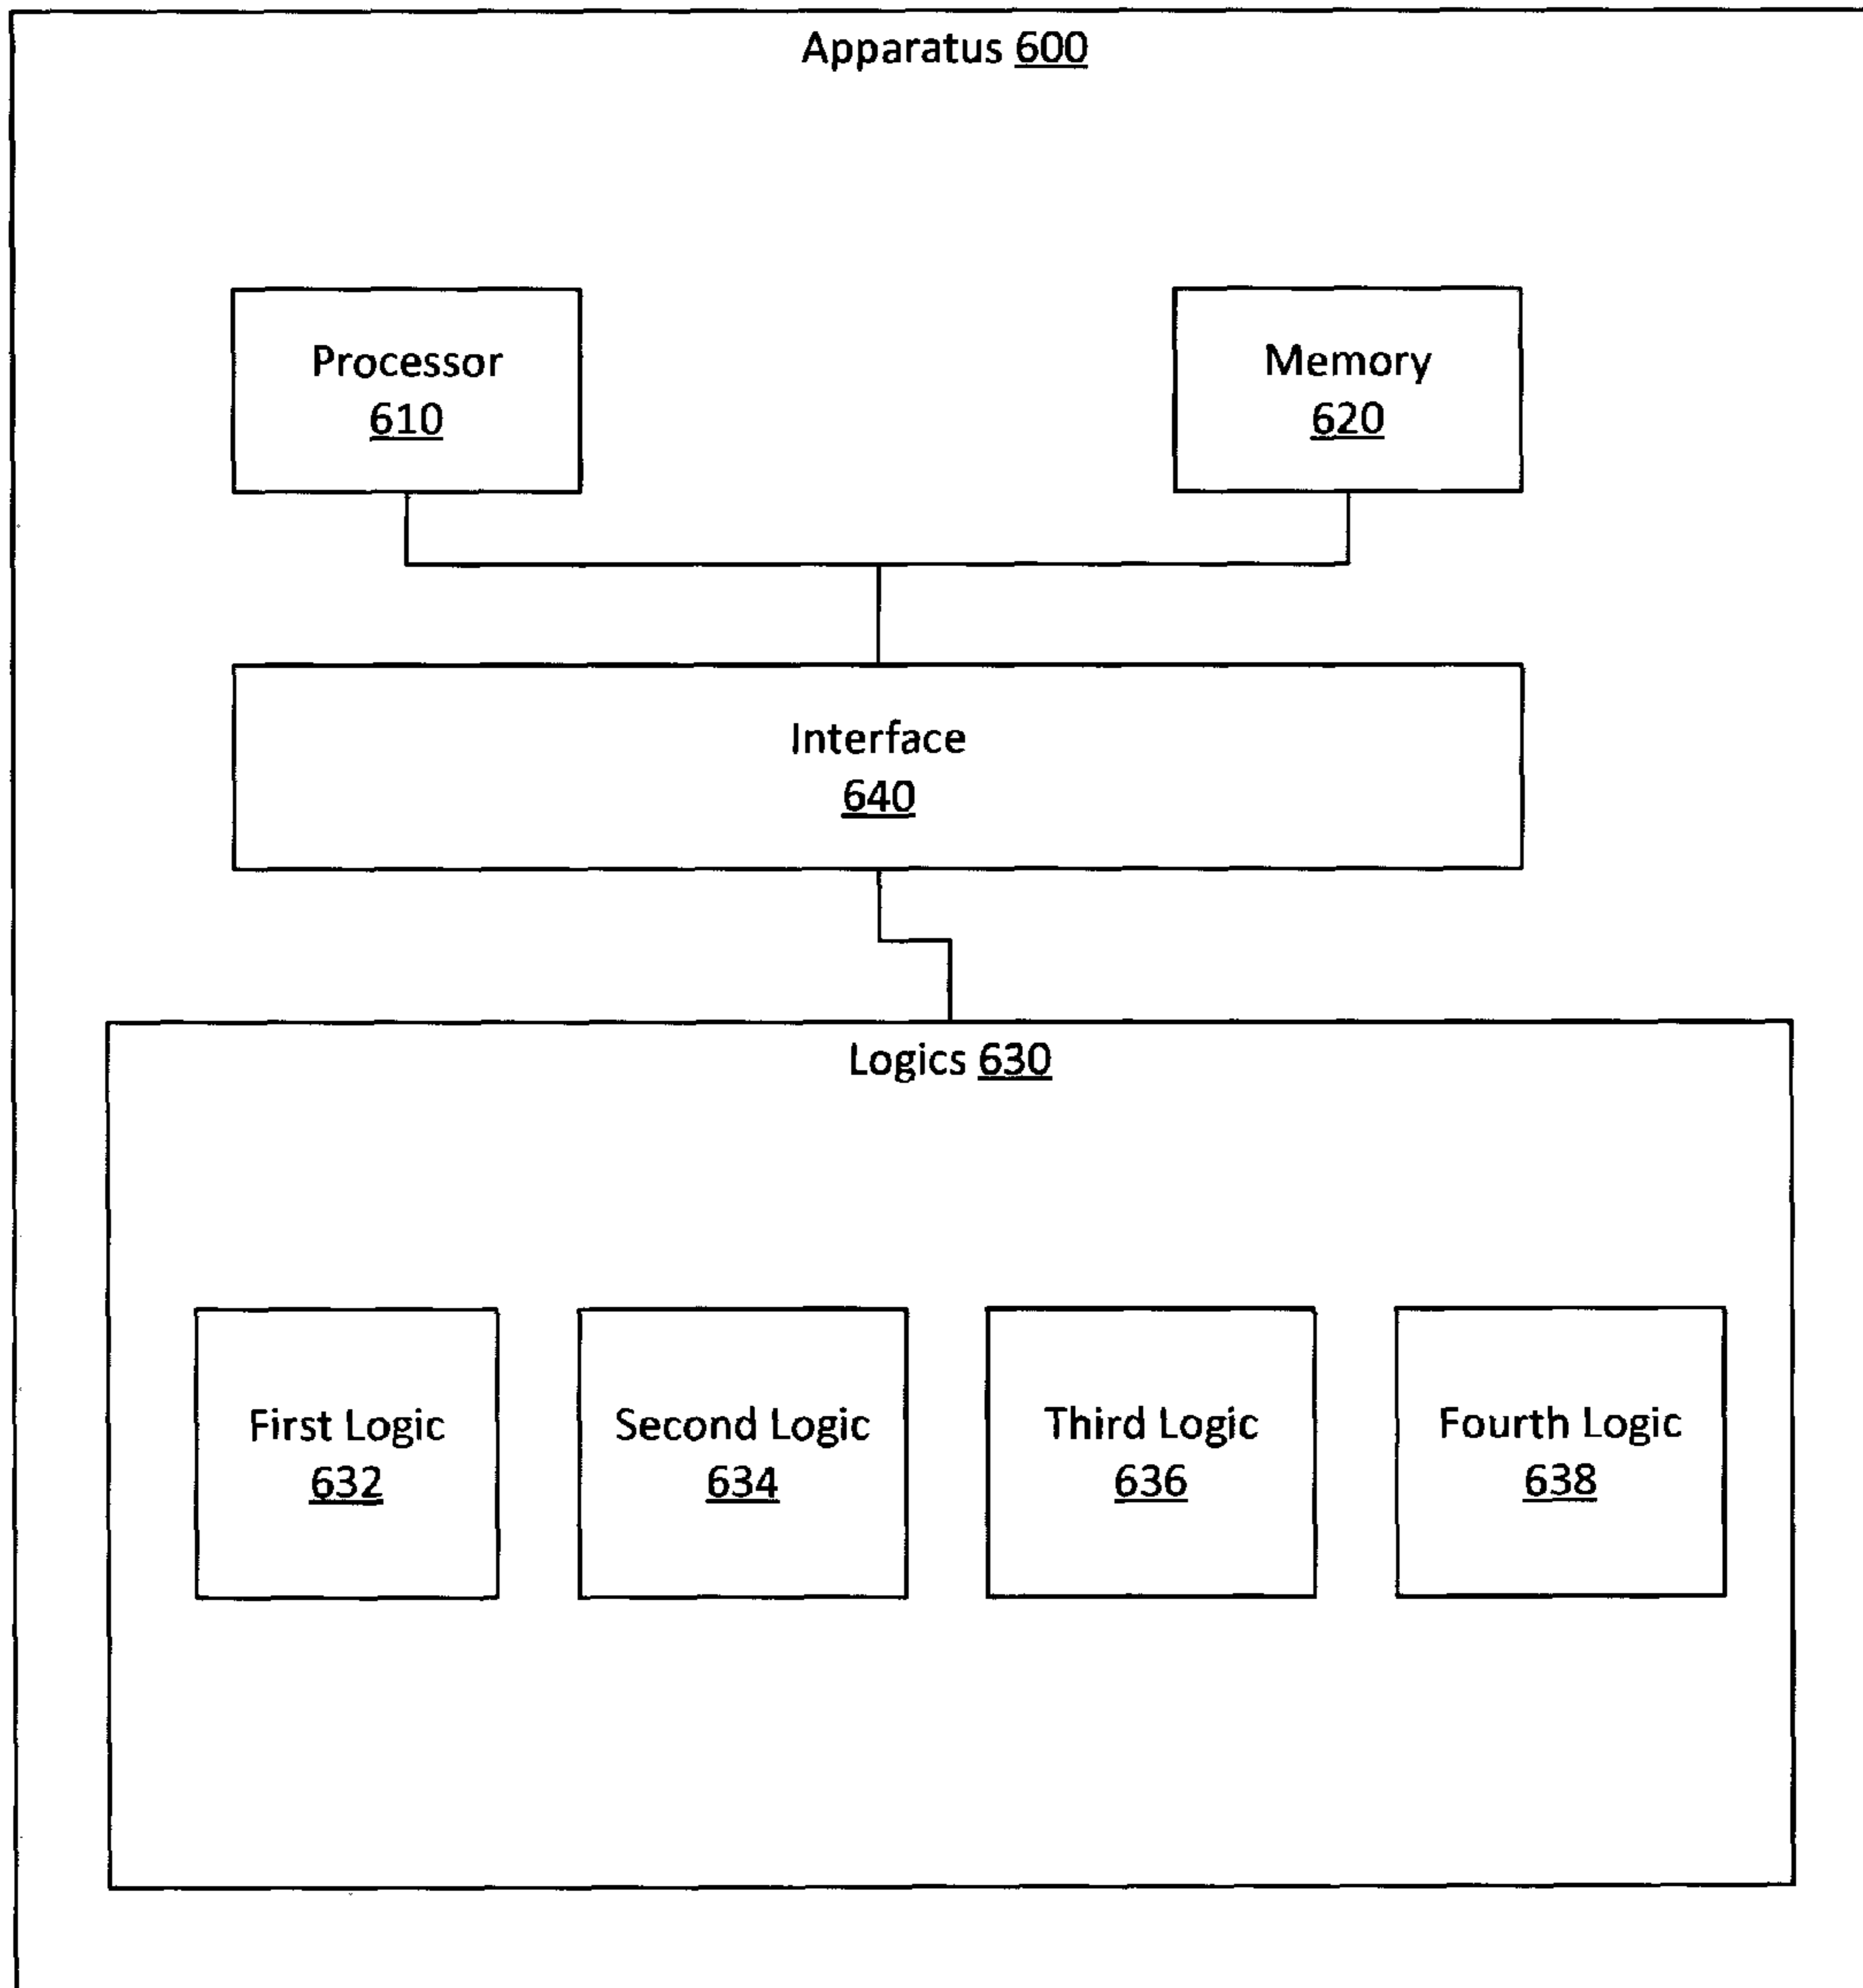 Apparatus 600
Processor
610
Memory
620
Interface
640
Logics 630
First Logic
632
Second Logic
634
Third Logic
636
Fourth Logic
638